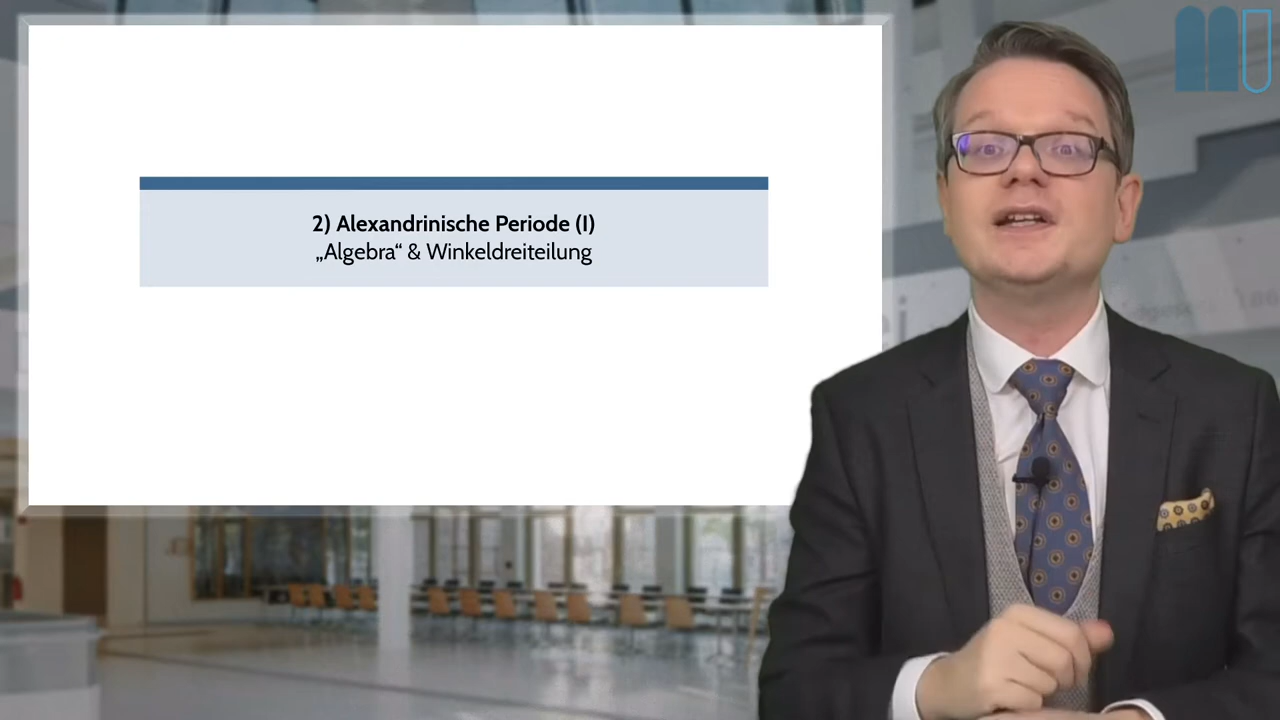 2) Alexandrinische Periode (I)
„Algebra“ & Winkeldreiteilung